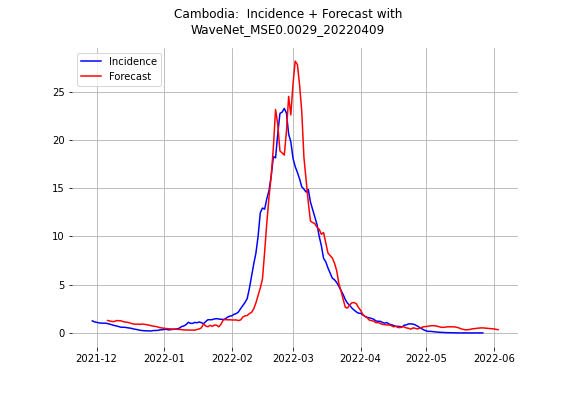 Cambodia:  Incidence + Forecast with
WaveNet_MSE0.0029_20220409
Incidence
Forecast
25
20
15
10
5
0
2021-12 2022-01 2022-02 2022-03 2022-04 2022-05 2022-06